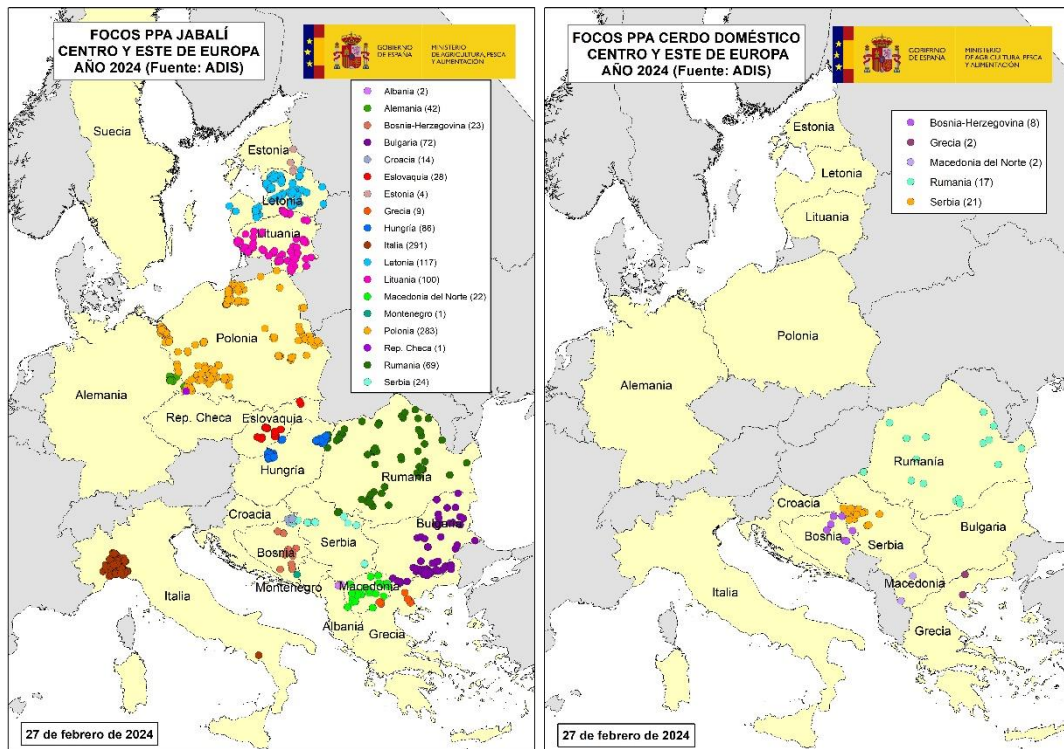 FOCOS PPA JABALÍ
CENTRO Y ESTE DE EUROPA
AÑO 2024 (Fuente: ADIS)
GOBIERNO
DE ESPAÑA
MINISTERIO
DE AGRICULTURA, PESCA
Y ALIMENTACIÓN
Albania (2)
Alemania (42)
Bosnia-Herzegovina (23)
Bulgaria (72)
Croacia (14)
Eslovaquia (28)
Estonia (4)
Grecia (9)
Hungría (86)
Italia (291)
Letonia (117)
Lituania (100)
Macedonia del Norte (22)
Montenegro (1)
Polonia (283)
Rep. Checa (1)
Rumania (69)
Serbia (24)
Suecia
Estonia
Letonia
Lituania
Polonia
Alemania
Rep. Checa
Eslovaquia
Hungría
Rumanía
Croacia
Bosnia
Serbia
Bulgaria
Montenegro
Macedonia
Italia
Albania
Grecia
27 de febrero de 2024
FOCOS PPA CERDO DOMÉSTICO
CENTRO Y ESTE DE EUROPA
AÑO 2024 (Fuente: ADIS)
GOBIERNO
DE ESPAÑA
MINISTERIO
DE AGRICULTURA, PESCA
Y ALIMENTACIÓN
Bosnia-Herzegovina (8)
Grecia (2)
Macedonia del Norte (2)
Rumania (17)
Serbia (21)
Estonia
Letonia
Lituania
Polonia
Alemania
Rumanía
Croacia
Bosnia
Serbia
Bulgaria
Macedonia
Italia
Grecia
27 de febrero de 2024